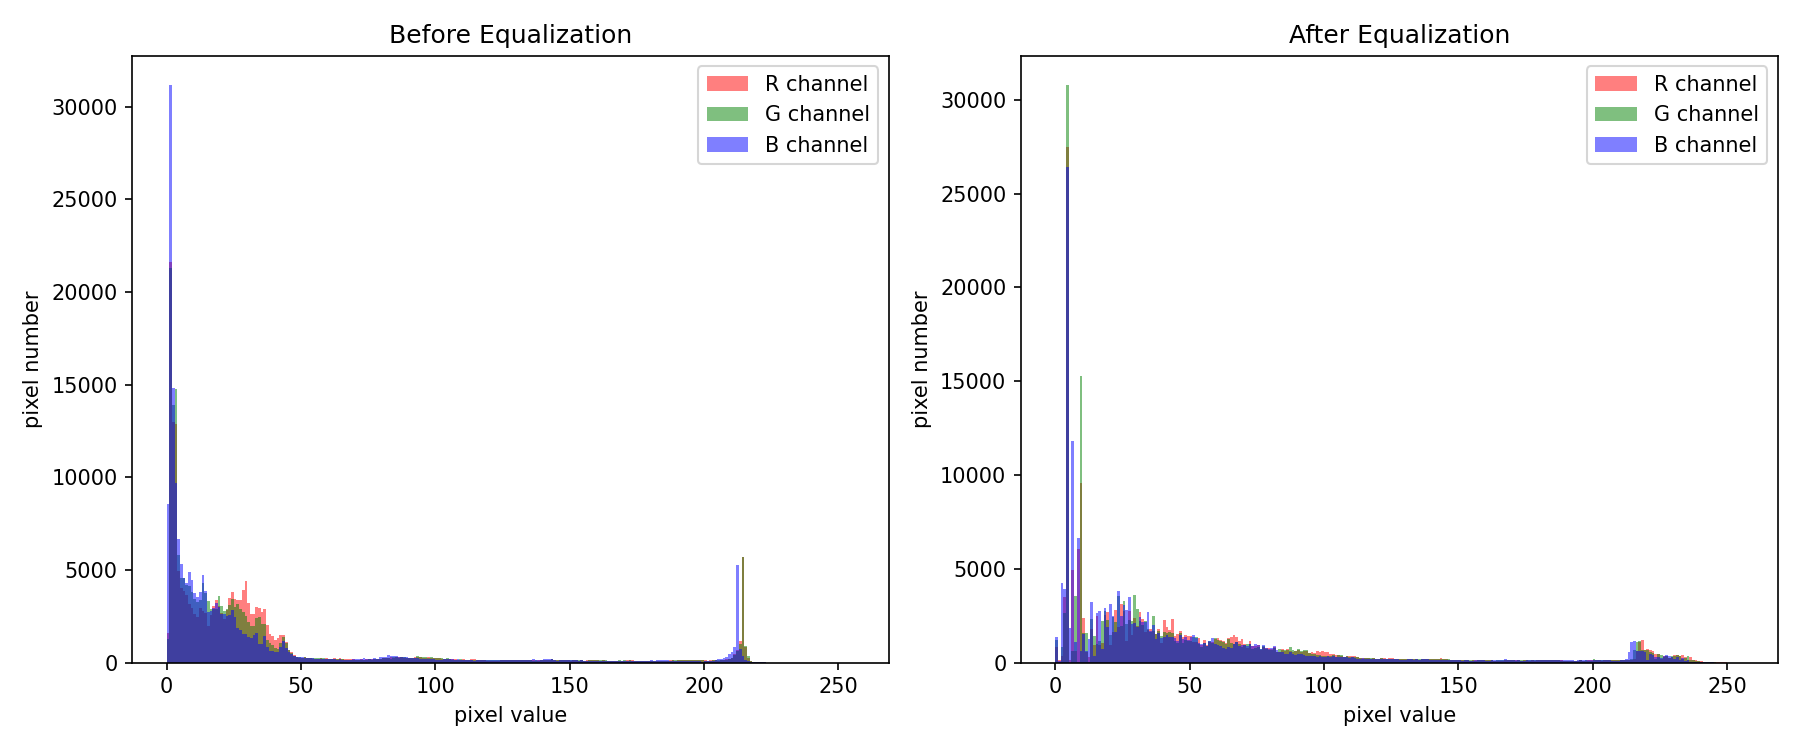 Before Equalization
R channel
G channel
B channel
30000
25000
20000
15000
10000
5000
0
pixel number
0 50 100 150 200 250
pixel value
After Equalization
R channel
G channel
B channel
30000
25000
20000
15000
10000
5000
0
pixel number
0 50 100 150 200 250
pixel value